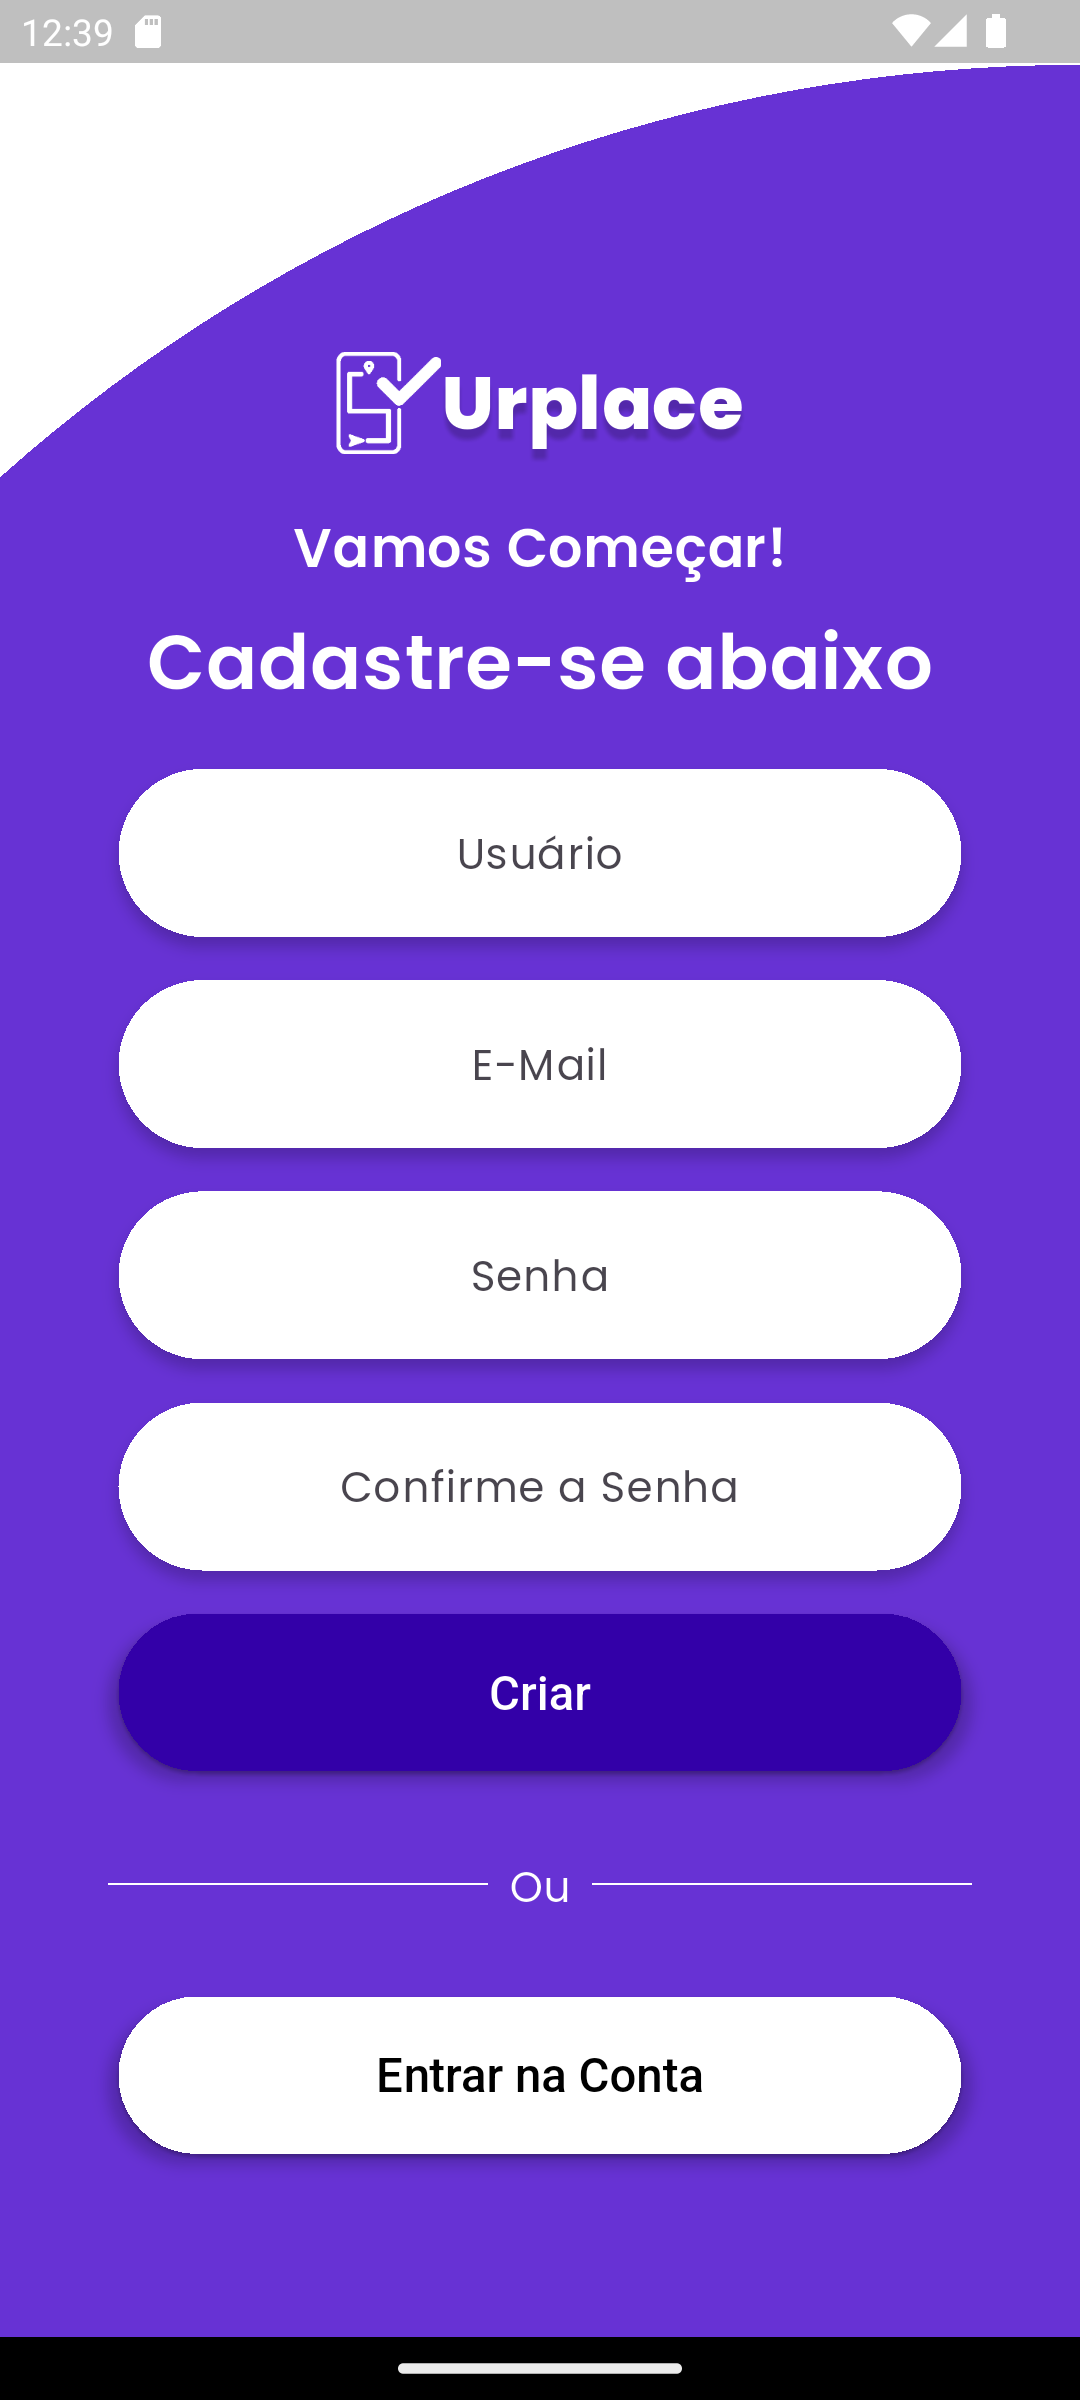 12:39
Urplace
Vamos Começar!
Cadastre-se abaixo
Usuário
E-Mail
Senha
Confirme a Senha
Criar
Ou
Entrar na Conta